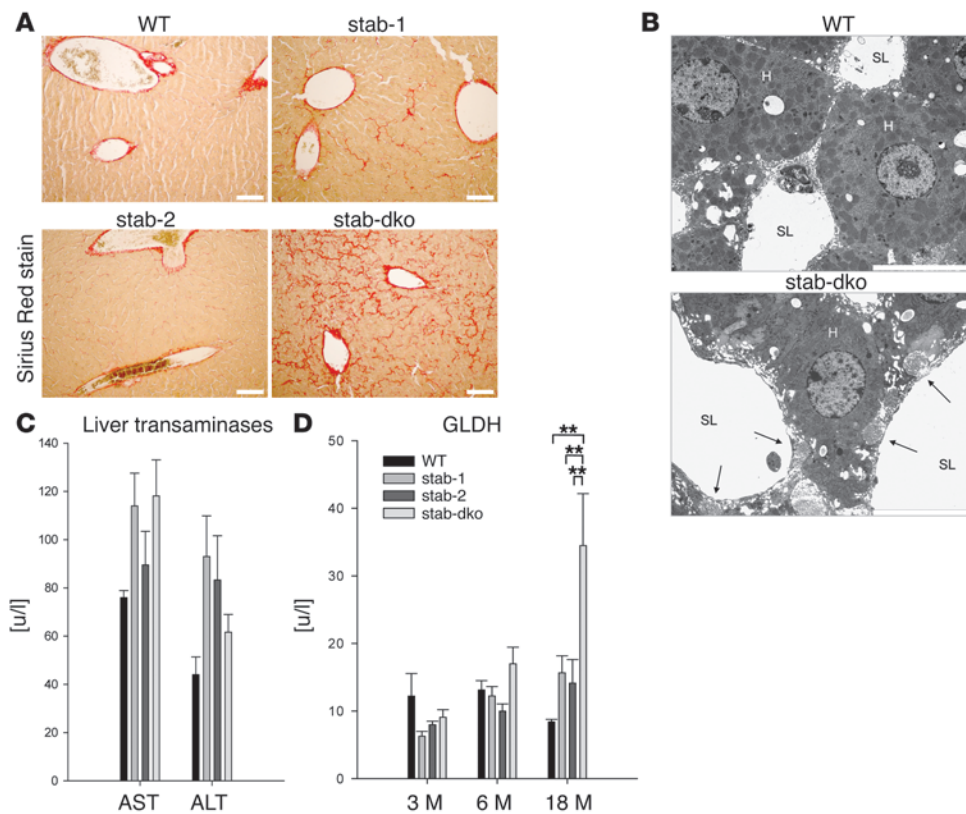 A
WT
stab-1
stab-2
stab-dko
Sirius Red stain
B
WT
SL
H
H
SL
stab-dko
H
SL
SL
C
Liver transaminases
140
120
100
80
60
40
20
0
[u/l]
AST
ALT
D
GLDH
50
40
30
20
10
0
[u/l]
WT
stab-1
stab-2
stab-dko
**
**
**
3 M
6 M
18 M